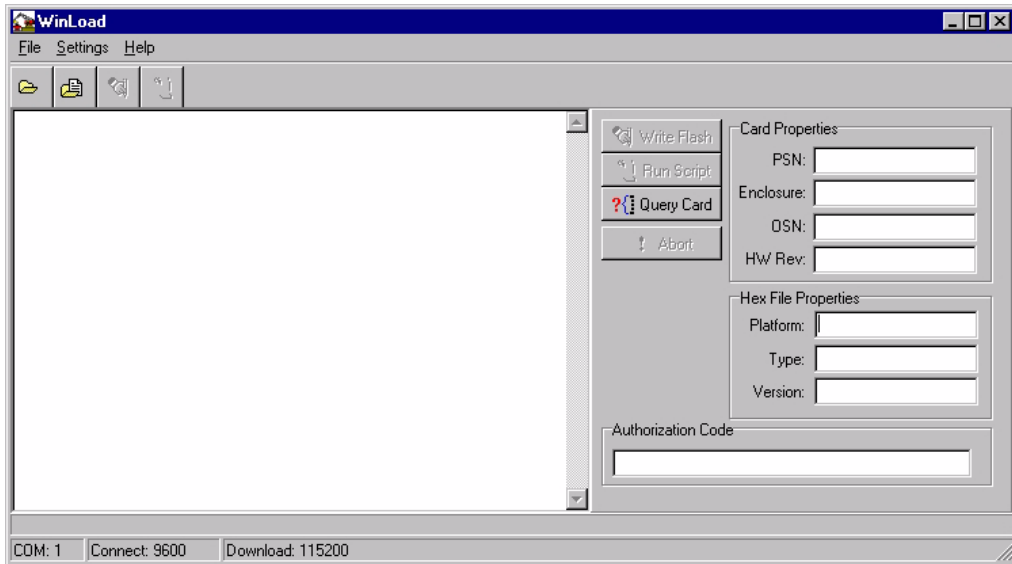 WinLoad
File Settings Help
Write Flash
Run Script
?{ Query Card
! Abort
Card Properties
PSN:
Enclosure:
OSN:
HW Rev:
Hex File Properties
Platform:
Type:
Version:
Authorization Code
COM: 1 Connect: 9600 Download: 115200